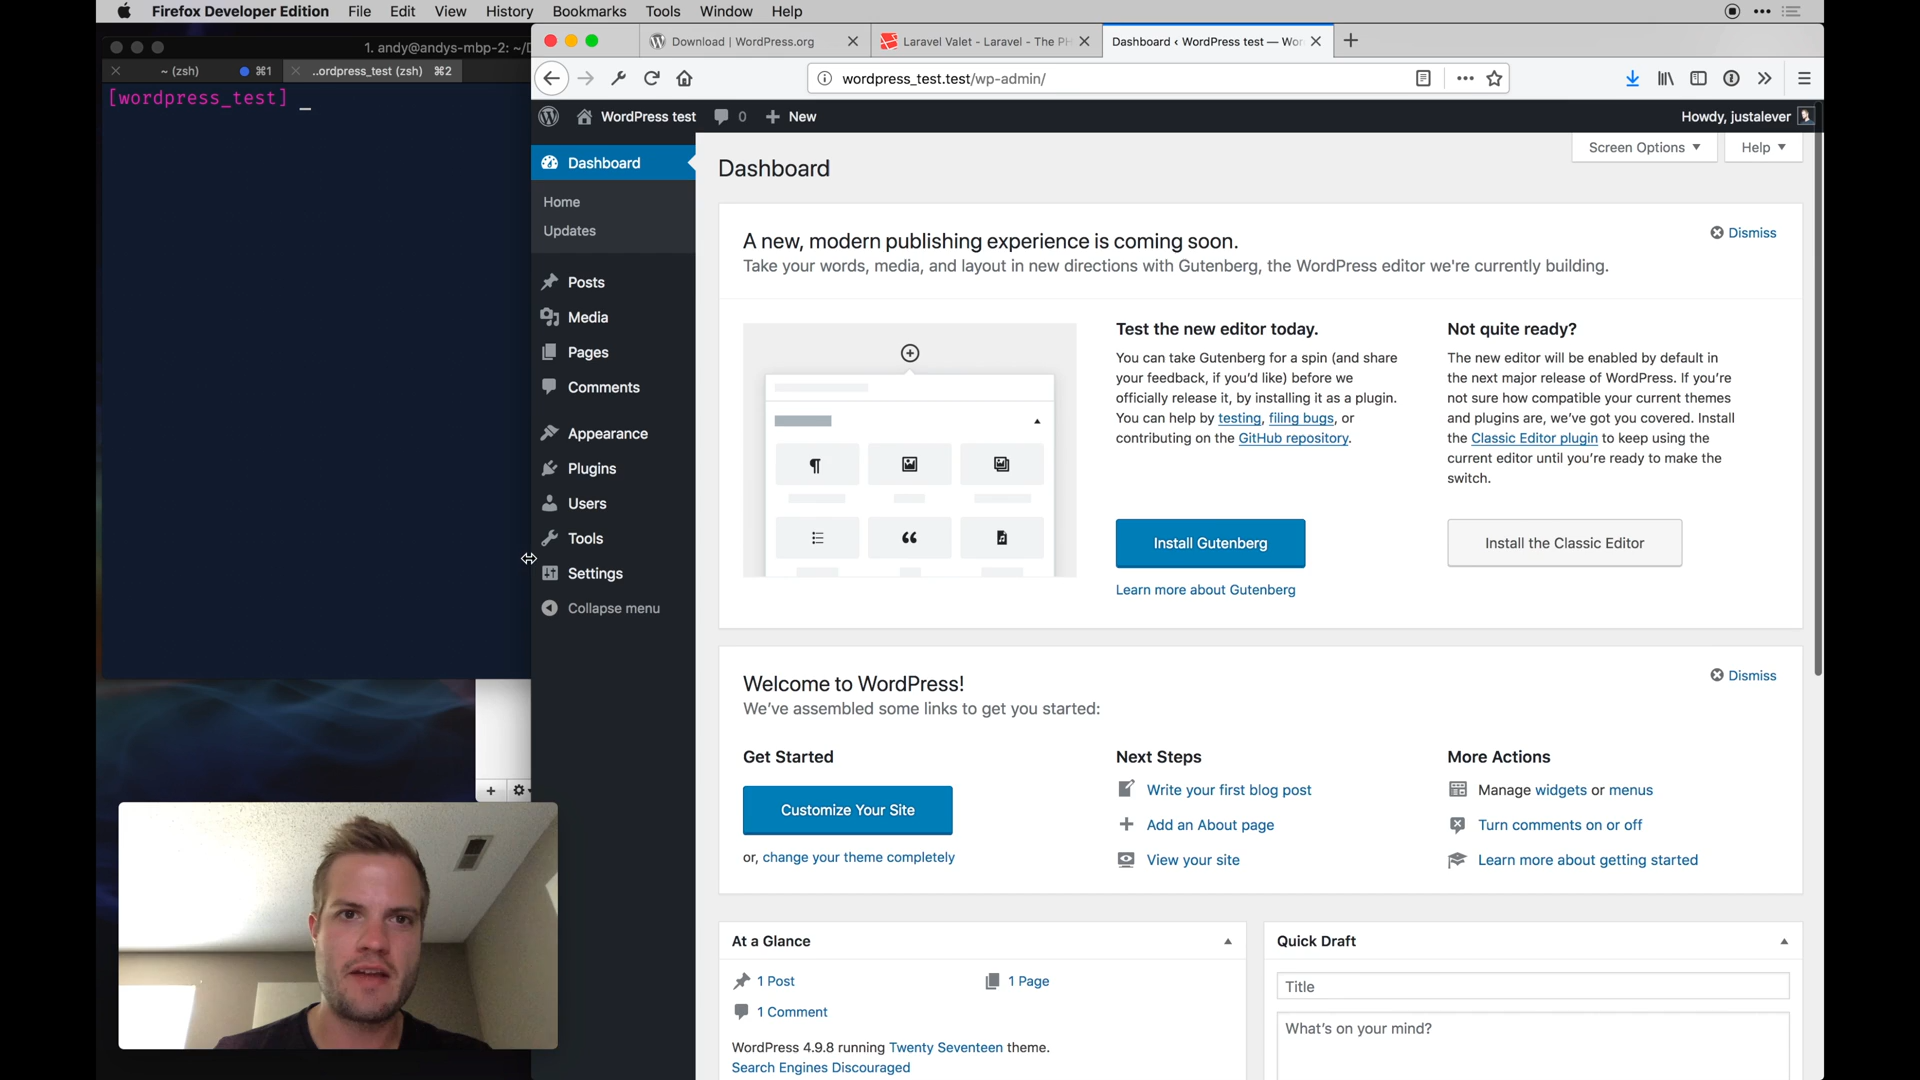 Firefox Developer Edition File Edit View History Bookmarks Tools Window Help
1. andy@andys-mbp-2: ~/
~ (zsh) ⌘1 ..ordpress_test (zsh) ⌘2
[wordpress_test] _
Download | WordPress.org
Laravel Valet - Laravel - The PH
Dashboard ‹ WordPress test — Wor
wordpress_test.test/wp-admin/
WordPress test 0 + New
Howdy, justalever
Dashboard
Home
Updates
Posts
Media
Pages
Comments
Appearance
Plugins
Users
Tools
Settings
Collapse menu
Screen Options ▼
Help ▼
Dashboard
A new, modern publishing experience is coming soon.
Dismiss
Take your words, media, and layout in new directions with Gutenberg, the WordPress editor we're currently building.
Test the new editor today.
You can take Gutenberg for a spin (and share
your feedback, if you'd like) before we
officially release it, by installing it as a plugin.
You can help by testing, filing bugs, or
contributing on the GitHub repository.
Install Gutenberg
Learn more about Gutenberg
Not quite ready?
The new editor will be enabled by default in
the next major release of WordPress. If you're
not sure how compatible your current themes
and plugins are, we've got you covered. Install
the Classic Editor plugin to keep using the
current editor until you're ready to make the
switch.
Install the Classic Editor
Welcome to WordPress!
Dismiss
We've assembled some links to get you started:
Get Started
Customize Your Site
or, change your theme completely
Next Steps
Write your first blog post
Add an About page
View your site
More Actions
Manage widgets or menus
Turn comments on or off
Learn more about getting started
At a Glance
1 Post
1 Page
1 Comment
WordPress 4.9.8 running Twenty Seventeen theme.
Search Engines Discouraged
Quick Draft
Title
What's on your mind?